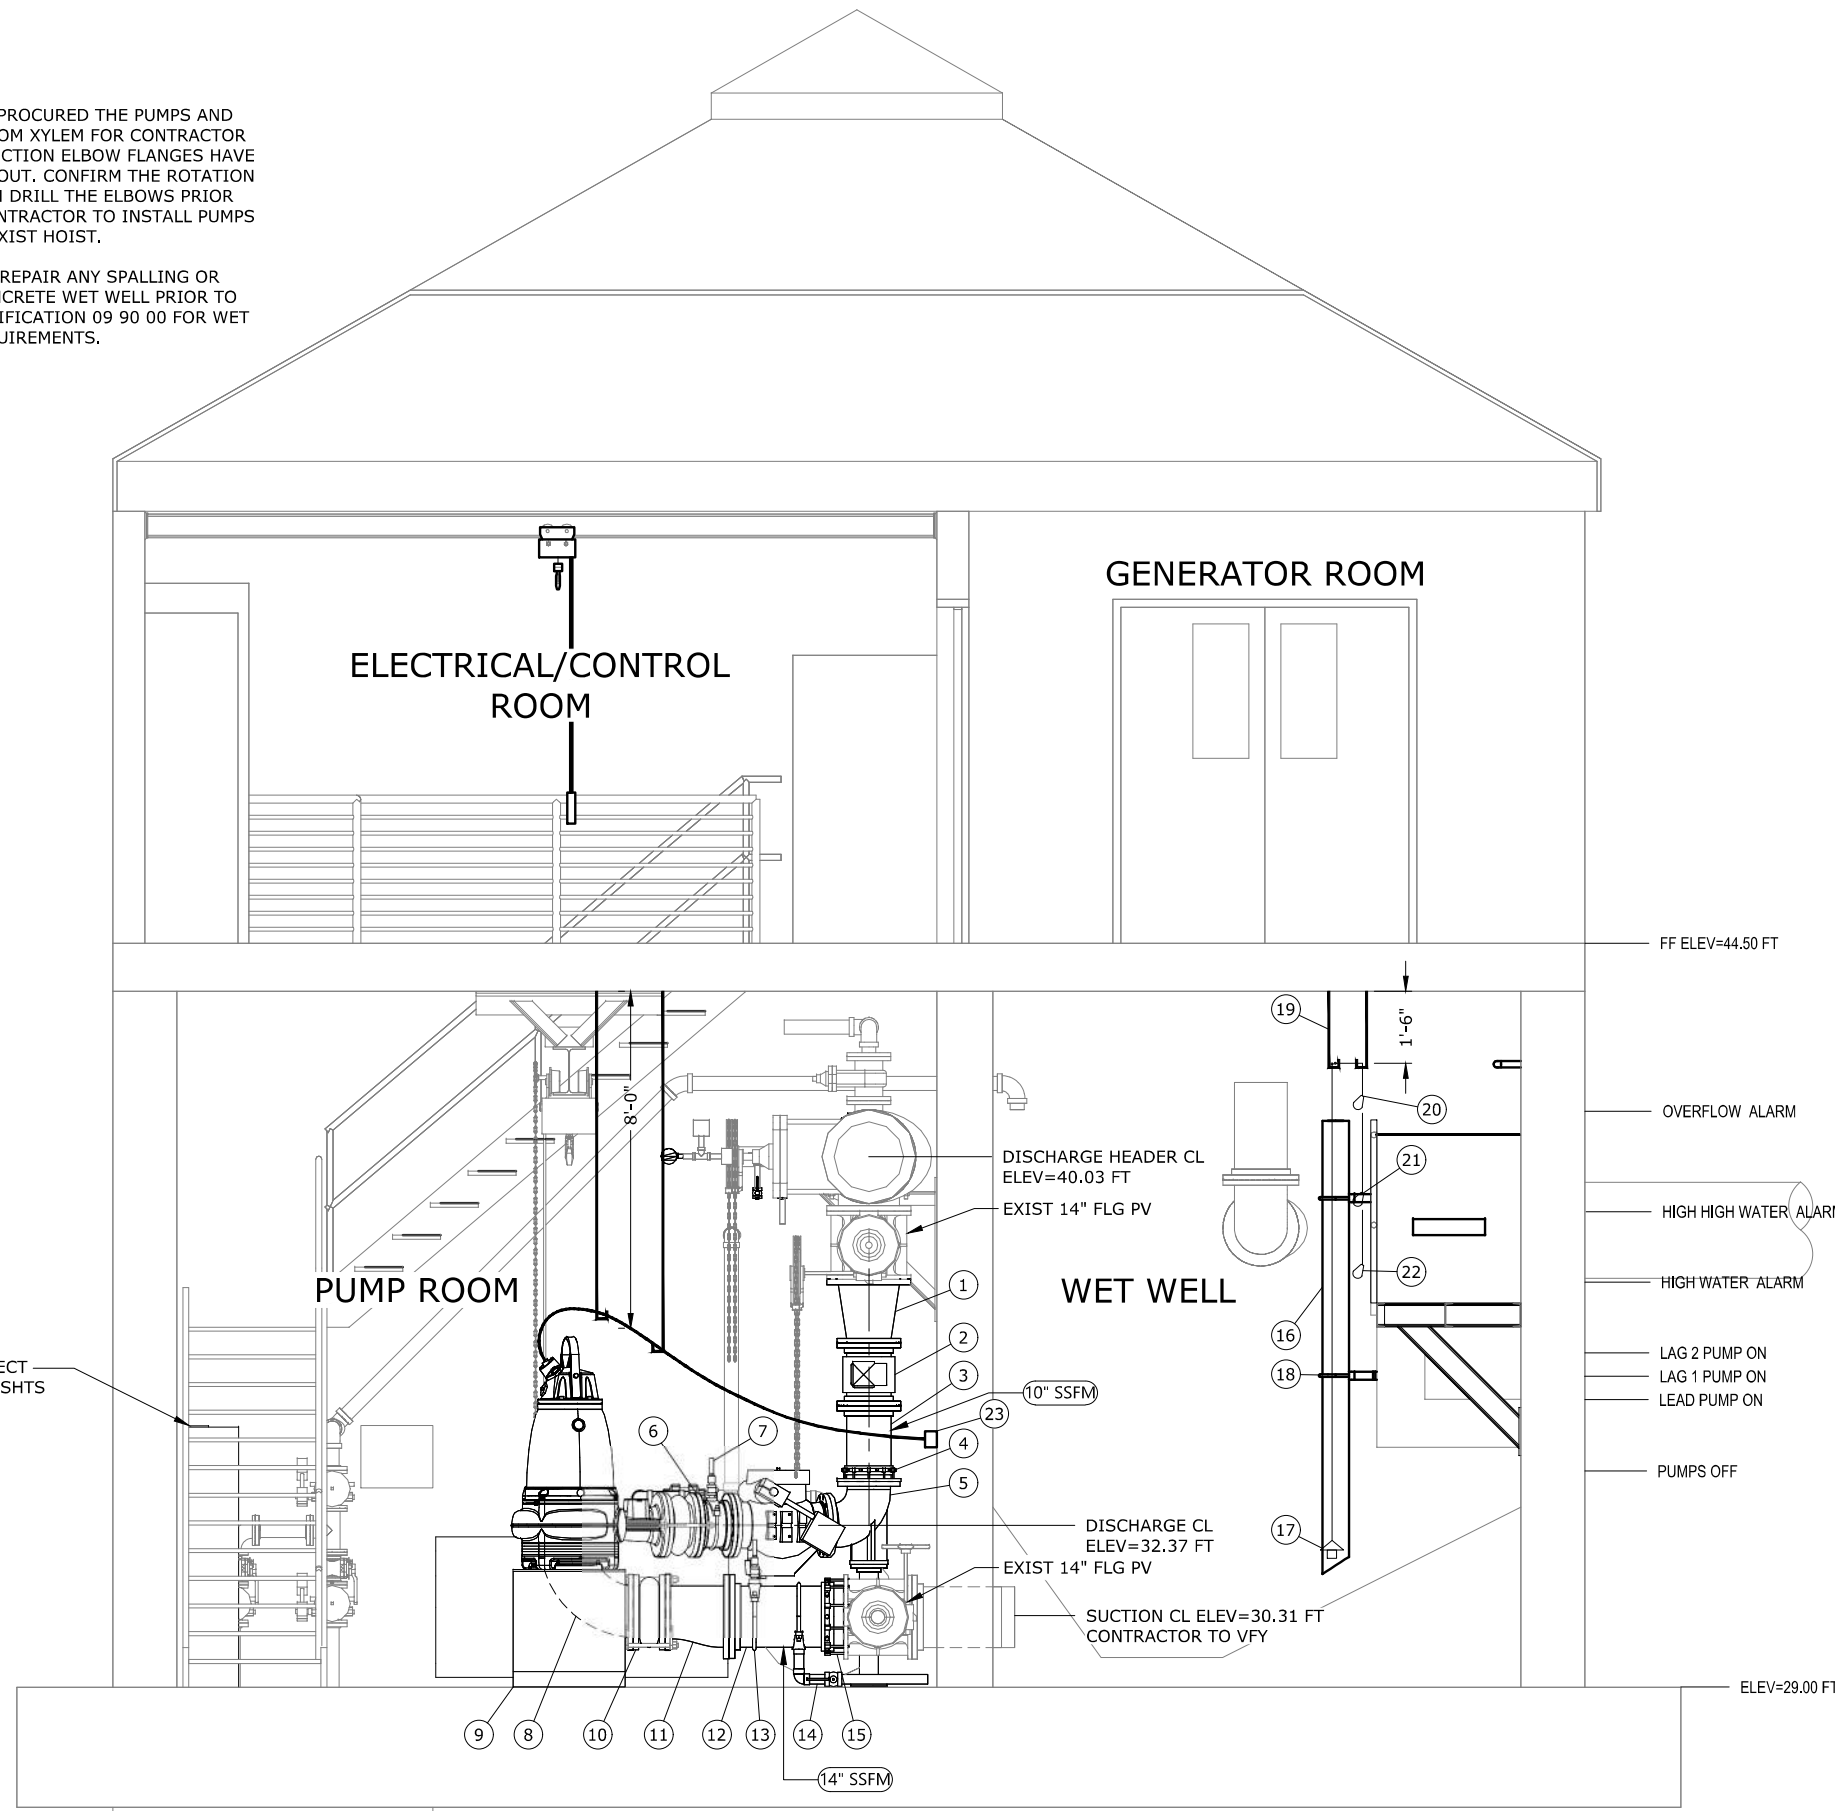 PROCURED THE PUMPS AND
OM XYLEM FOR CONTRACTOR
CTION ELBOW FLANGES HAVE
OUT. CONFIRM THE ROTATION
DRILL THE ELBOWS PRIOR
NTRACTOR TO INSTALL PUMPS
XIST HOIST.
REPAIR ANY SPALLING OR
NCRETE WET WELL PRIOR TO
IFICATION 09 90 00 FOR WET
UIREMENTS.
GENERATOR ROOM
ELECTRICAL/CONTROL
ROOM
FF ELEV=44.50 FT
19
1'-6"
8'-0"
20
OVERFLOW ALARM
DISCHARGE HEADER CL
ELEV=40.03 FT
21
EXIST 14" FLG PV
HIGH HIGH WATER ALARM
PUMP ROOM
WET WELL
1
22
HIGH WATER ALARM
2
16
LAG 2 PUMP ON
ECT
SHTS
3
10" SSFM
18
LAG 1 PUMP ON
LEAD PUMP ON
23
6
7
4
5
PUMPS OFF
DISCHARGE CL
ELEV=32.37 FT
17
EXIST 14" FLG PV
SUCTION CL ELEV=30.31 FT
CONTRACTOR TO VFY
ELEV=29.00 FT
9
8
10
11
12
13
14
15
14" SSFM